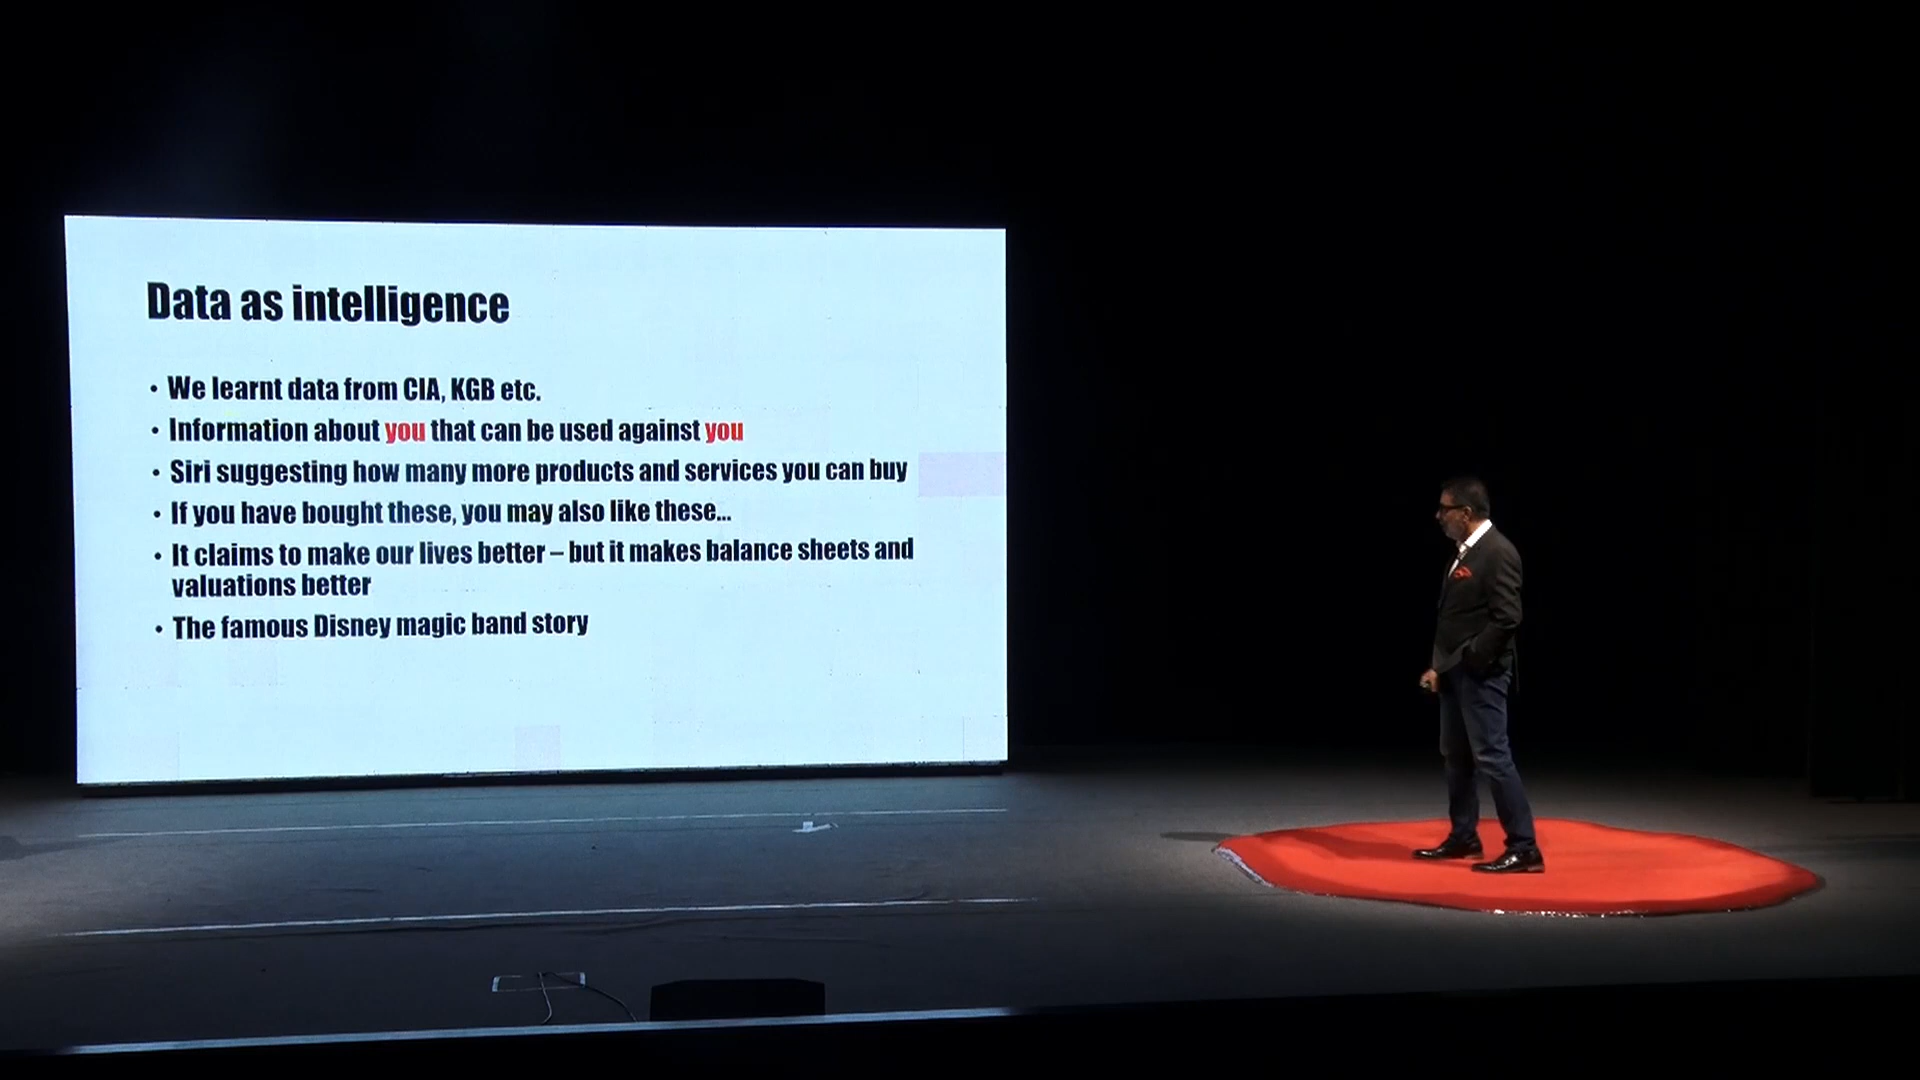 Data as intelligence
• We learnt data from CIA, KGB etc.
• Information about you that can be used against you
• Siri suggesting how many more products and services you can buy
• If you have bought these, you may also like these...
• It claims to make our lives better – but it makes balance sheets and
valuations better
• The famous Disney magic band story